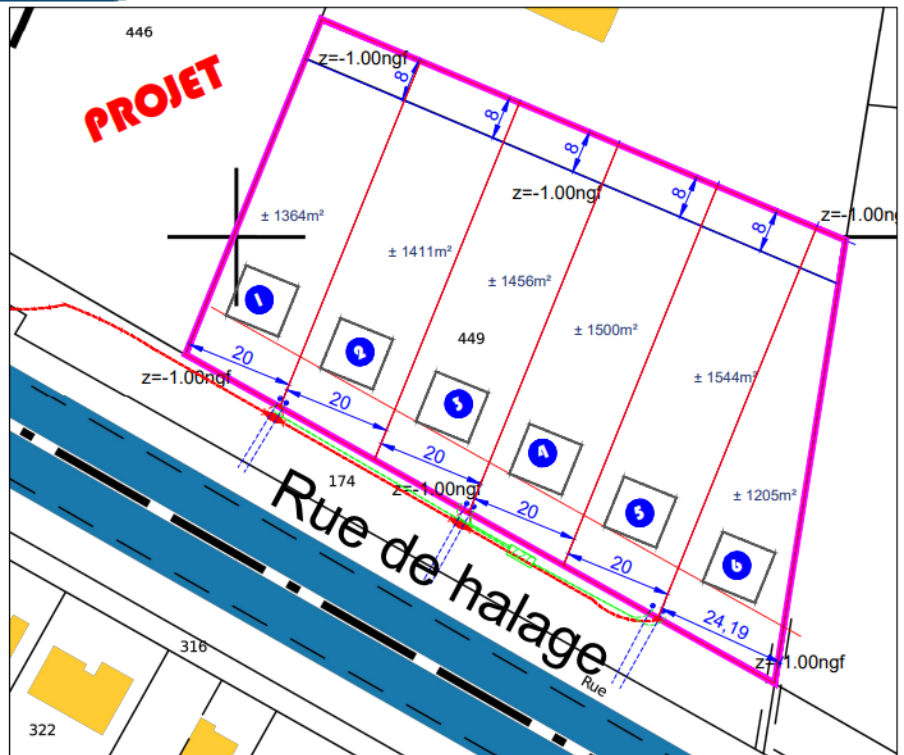 446
PROJET
z=-1.00ngf
8
8
8
8
8
z=-1.00ngf
z=-1.00ng
± 1364m²
± 1411m²
± 1456m²
± 1500m²
± 1544m²
± 1205m²
449
1
2
3
4
5
6
20
20
20
20
20
24,19
z=-1.00ngf
174
z=-1.00ngf
Rue de halage
Rue
z=-1.00ngf
316
322